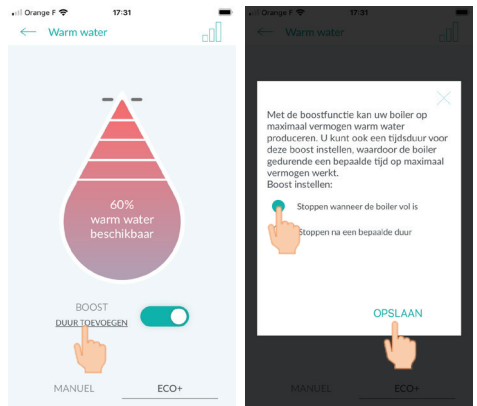 Orange F 17:31
Warm water
60%
warm water
beschikbaar
BOOST
DUUR TOEVOEGEN
MANUEL ECO+
Orange F 17:31
Warm water
Met de boostfunctie kan uw boiler op
maximaal vermogen warm water
produceren. U kunt ook een tijdsduur voor
deze boost instellen, waardoor de boiler
gedurende een bepaalde tijd op maximaal
vermogen werkt.
Boost instellen:
Stoppen wanneer de boiler vol is
Stoppen na een bepaalde duur
OPSLAAN
MANUEL ECO+